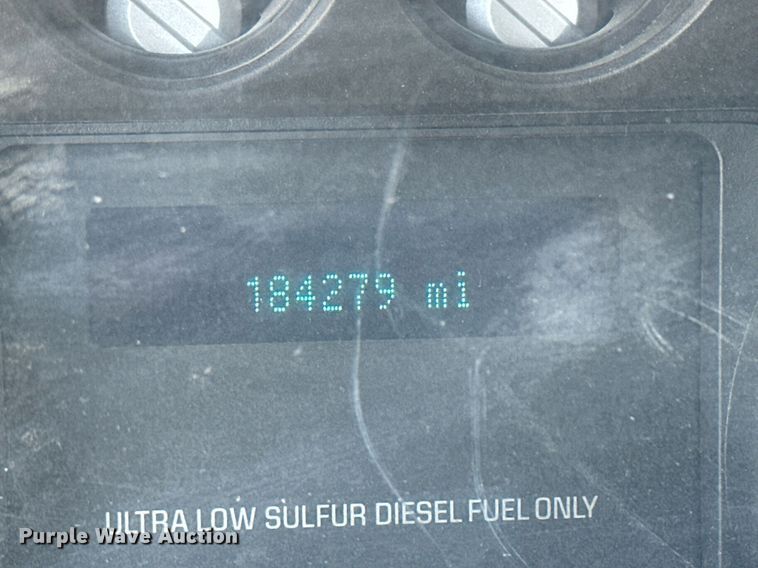 184279 mi
ULTRA LOW SULFUR DIESEL FUEL ONLY
Purple Wave Auction